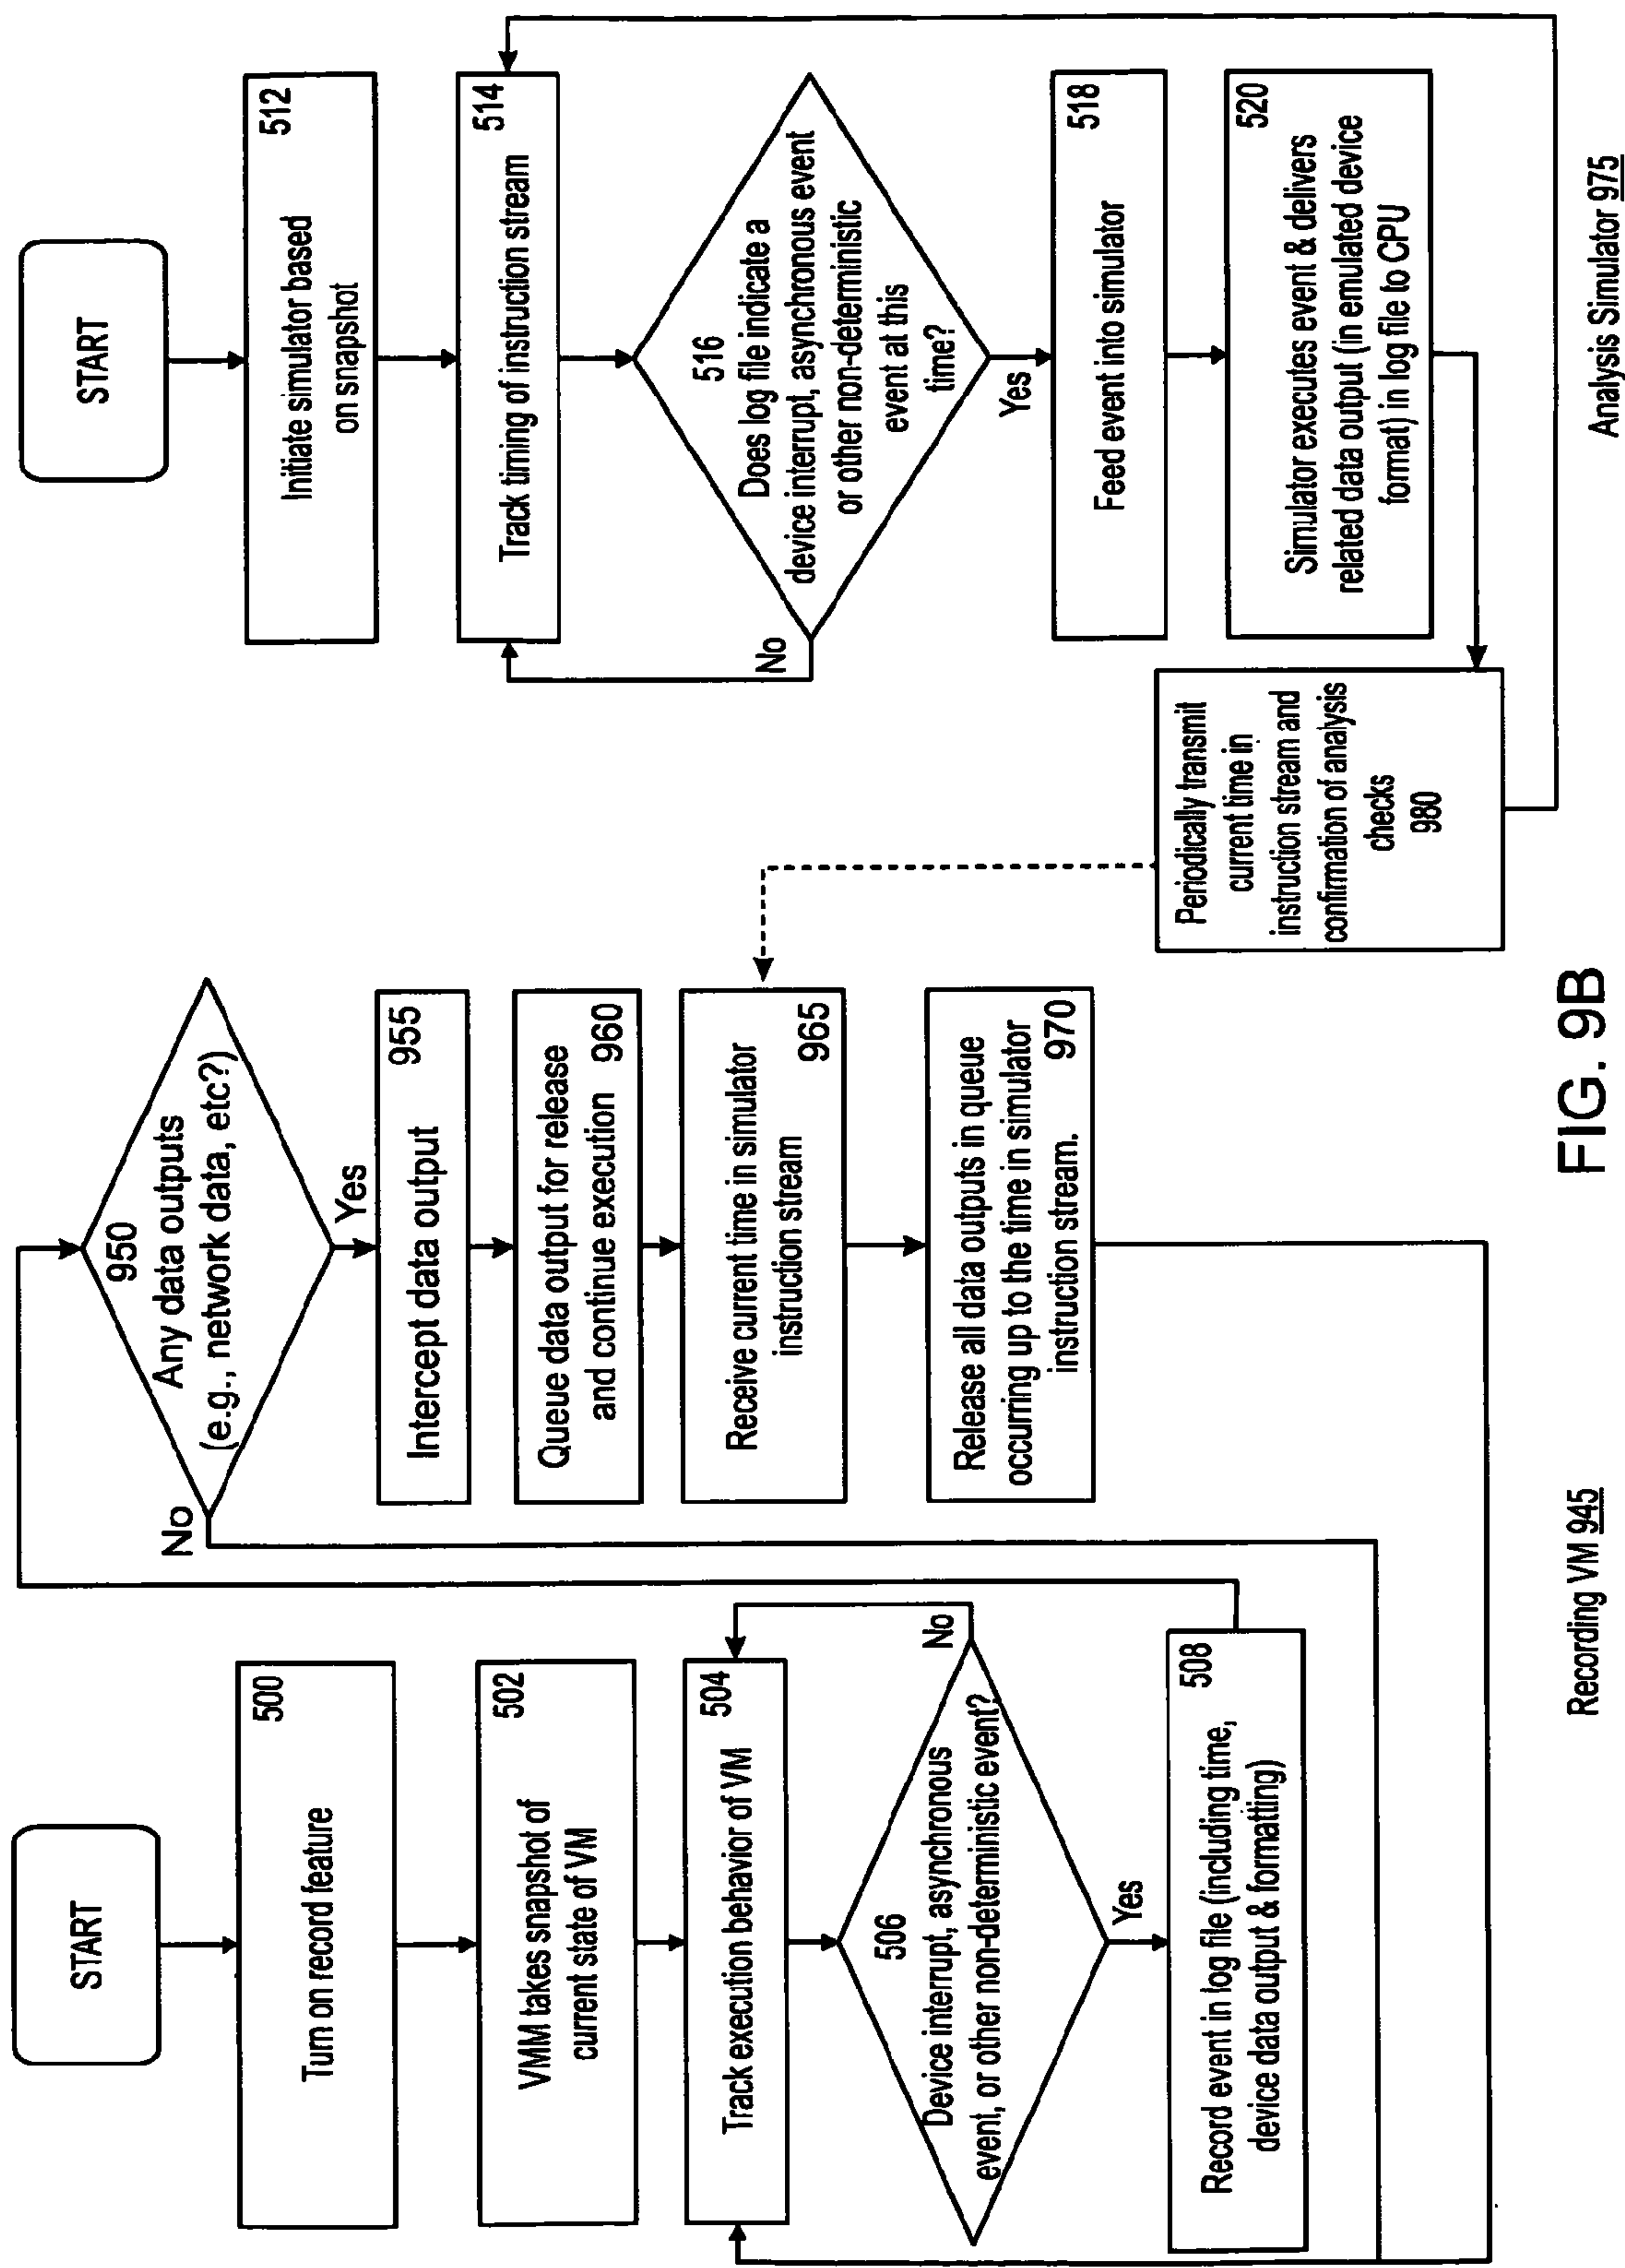 START
Turn on record feature
500
VMM takes snapshot of
current state of VM
502
Track execution behavior of VM
504
506
Device interrupt, asynchronous
event, or other non-deterministic event?
No
Yes
Record event in log file (including time,
device data output & formatting)
508
950
Any data outputs
(e.g., network data, etc?)
No
Yes
Intercept data output
955
Queue data output for release
and continue execution 960
Receive current time in simulator
instruction stream
965
Release all data outputs in queue
occurring up to the time in simulator
instruction stream.
970
Recording VM 945
START
Initiate simulator based
on snapshot
512
Track timing of instruction stream
514
516
Does log file indicate a
device interrupt, asynchronous event
or other non-deterministic
event at this
time?
No
Yes
Feed event into simulator
518
Simulator executes event & delivers
related data output (in emulated device
format) in log file to CPU
520
Periodically transmit
current time in
instruction stream and
confirmation of analysis
checks
980
Analysis Simulator 975
FIG. 9B